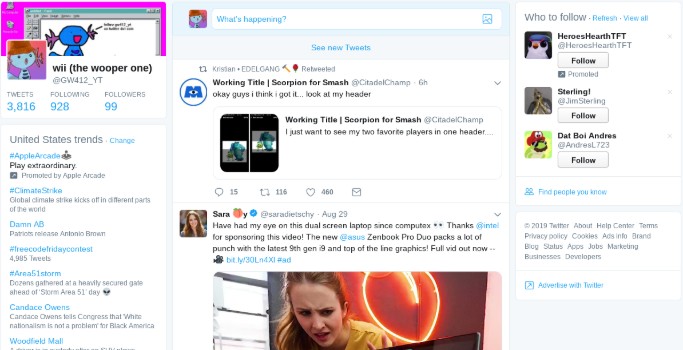 wii (the wooper one)
@GW412_YT
TWEETS FOLLOWING FOLLOWERS
3,816 928 99
United States trends · Change
#AppleArcade
Play extraordinary.
Promoted by Apple Arcade
#ClimateStrike
Global climate strike kicks off in different parts
of the world
Damn AB
Patriots release Antonio Brown
#freecodefridaycontest
4,985 Tweets
#Area51storm
Dozens gathered at a heavily secured gate
ahead of 'Storm Area 51' day
Candace Owens
Candace Owens tells Congress that 'White
nationalism is not a problem' for Black America
Woodfield Mall
What's happening?
See new Tweets
Kristian • EDELGANG Retweeted
Working Title | Scorpion for Smash @CitadelChamp · 6h
okay guys i think i got it... look at my header
Working Title | Scorpion for Smash @CitadelChamp
I just want to see my two favorite players in one header....
15 116 460
Sara y @saradietschy · Aug 29
Have had my eye on this dual screen laptop since computex 👀 Thanks @intel
for sponsoring this video! The new @asus Zenbook Pro Duo packs a lot of
punch with the latest 9th gen i9 and top of the line graphics! Full vid out now --
🎥 bit.ly/30Ln4XI #ad
Who to follow · Refresh · View all
HeroesHearthTFT
@HeroesHearthTFT
Follow
Promoted
Sterling!
@JimSterling
Follow
Dat Boi Andres
@AndresL723
Follow
Find people you know
© 2019 Twitter About Help Center Terms
Privacy policy Cookies Ads info Brand
Blog Status Apps Jobs Marketing
Businesses Developers
Advertise with Twitter